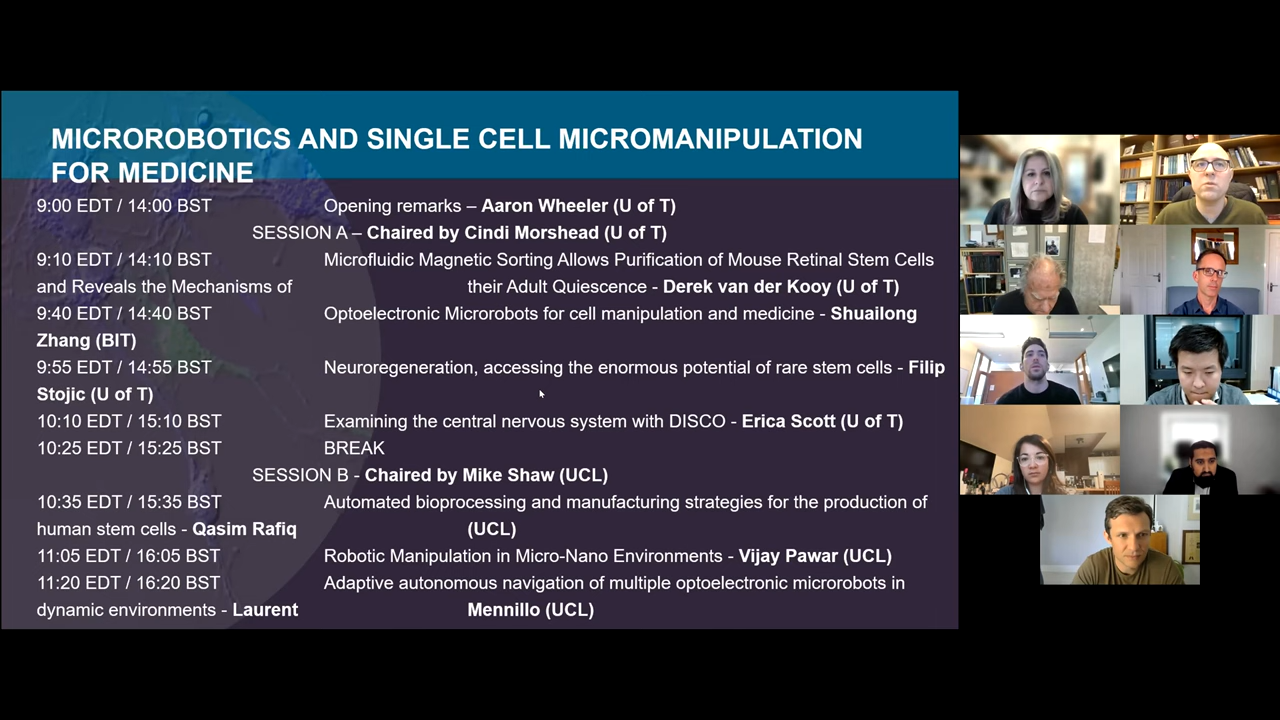 MICROROBOTICS AND SINGLE CELL MICROMANIPULATION
FOR MEDICINE
9:00 EDT / 14:00 BST Opening remarks – Aaron Wheeler (U of T)
SESSION A – Chaired by Cindi Morshead (U of T)
9:10 EDT / 14:10 BST Microfluidic Magnetic Sorting Allows Purification of Mouse Retinal Stem Cells
and Reveals the Mechanisms of their Adult Quiescence - Derek van der Kooy (U of T)
9:40 EDT / 14:40 BST Optoelectronic Microrobots for cell manipulation and medicine - Shuailong
Zhang (BIT)
9:55 EDT / 14:55 BST Neuroregeneration, accessing the enormous potential of rare stem cells - Filip
Stojic (U of T)
10:10 EDT / 15:10 BST Examining the central nervous system with DISCO - Erica Scott (U of T)
10:25 EDT / 15:25 BST BREAK
SESSION B - Chaired by Mike Shaw (UCL)
10:35 EDT / 15:35 BST Automated bioprocessing and manufacturing strategies for the production of
human stem cells - Qasim Rafiq (UCL)
11:05 EDT / 16:05 BST Robotic Manipulation in Micro-Nano Environments - Vijay Pawar (UCL)
11:20 EDT / 16:20 BST Adaptive autonomous navigation of multiple optoelectronic microrobots in
dynamic environments - Laurent Mennillo (UCL)